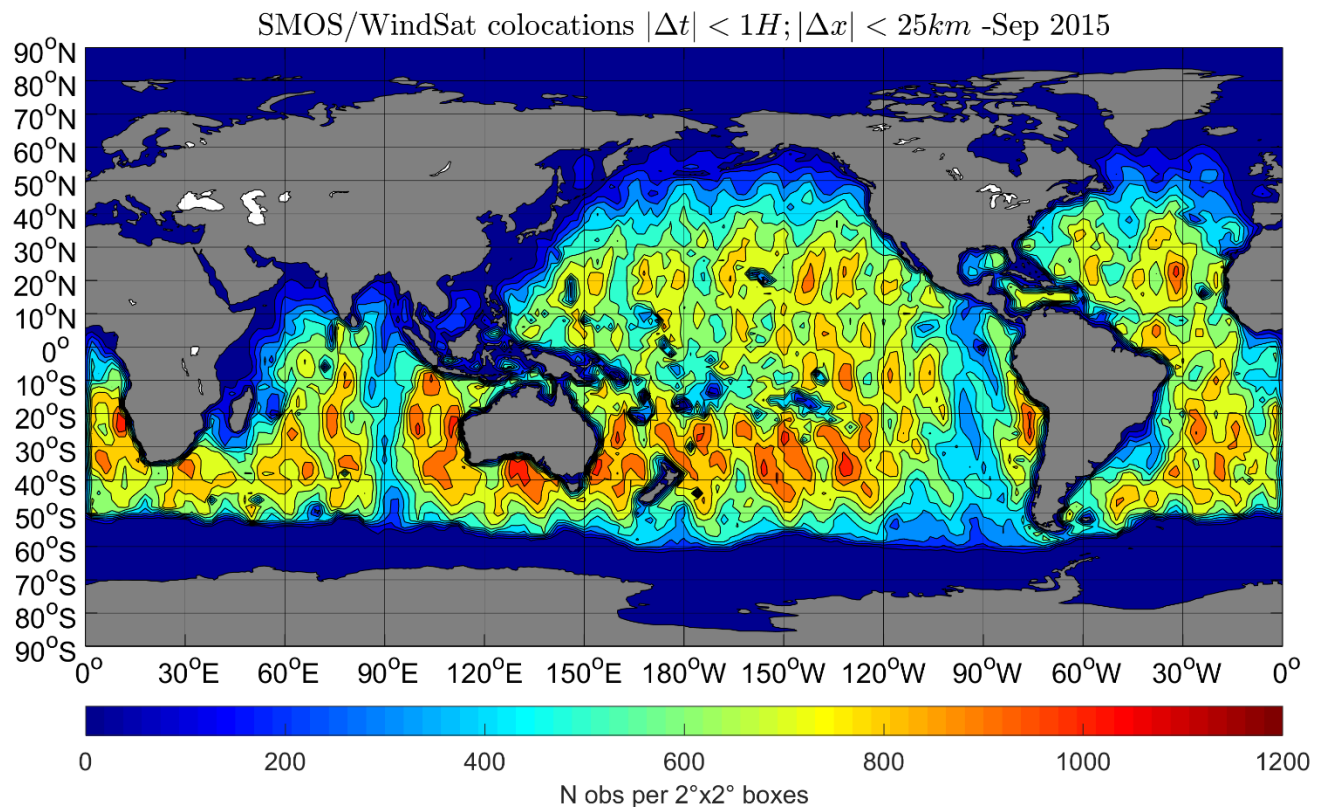 SMOS/WindSat colocations |Δt| < 1H; |Δx| < 25km -Sep 2015
90°N
80°N
70°N
60°N
50°N
40°N
30°N
20°N
10°N
0°
10°S
20°S
30°S
40°S
50°S
60°S
70°S
80°S
90°S
0° 30°E 60°E 90°E 120°E 150°E 180°W 150°W 120°W 90°W 60°W 30°W 0°
0 200 400 600 800 1000 1200
N obs per 2°x2° boxes